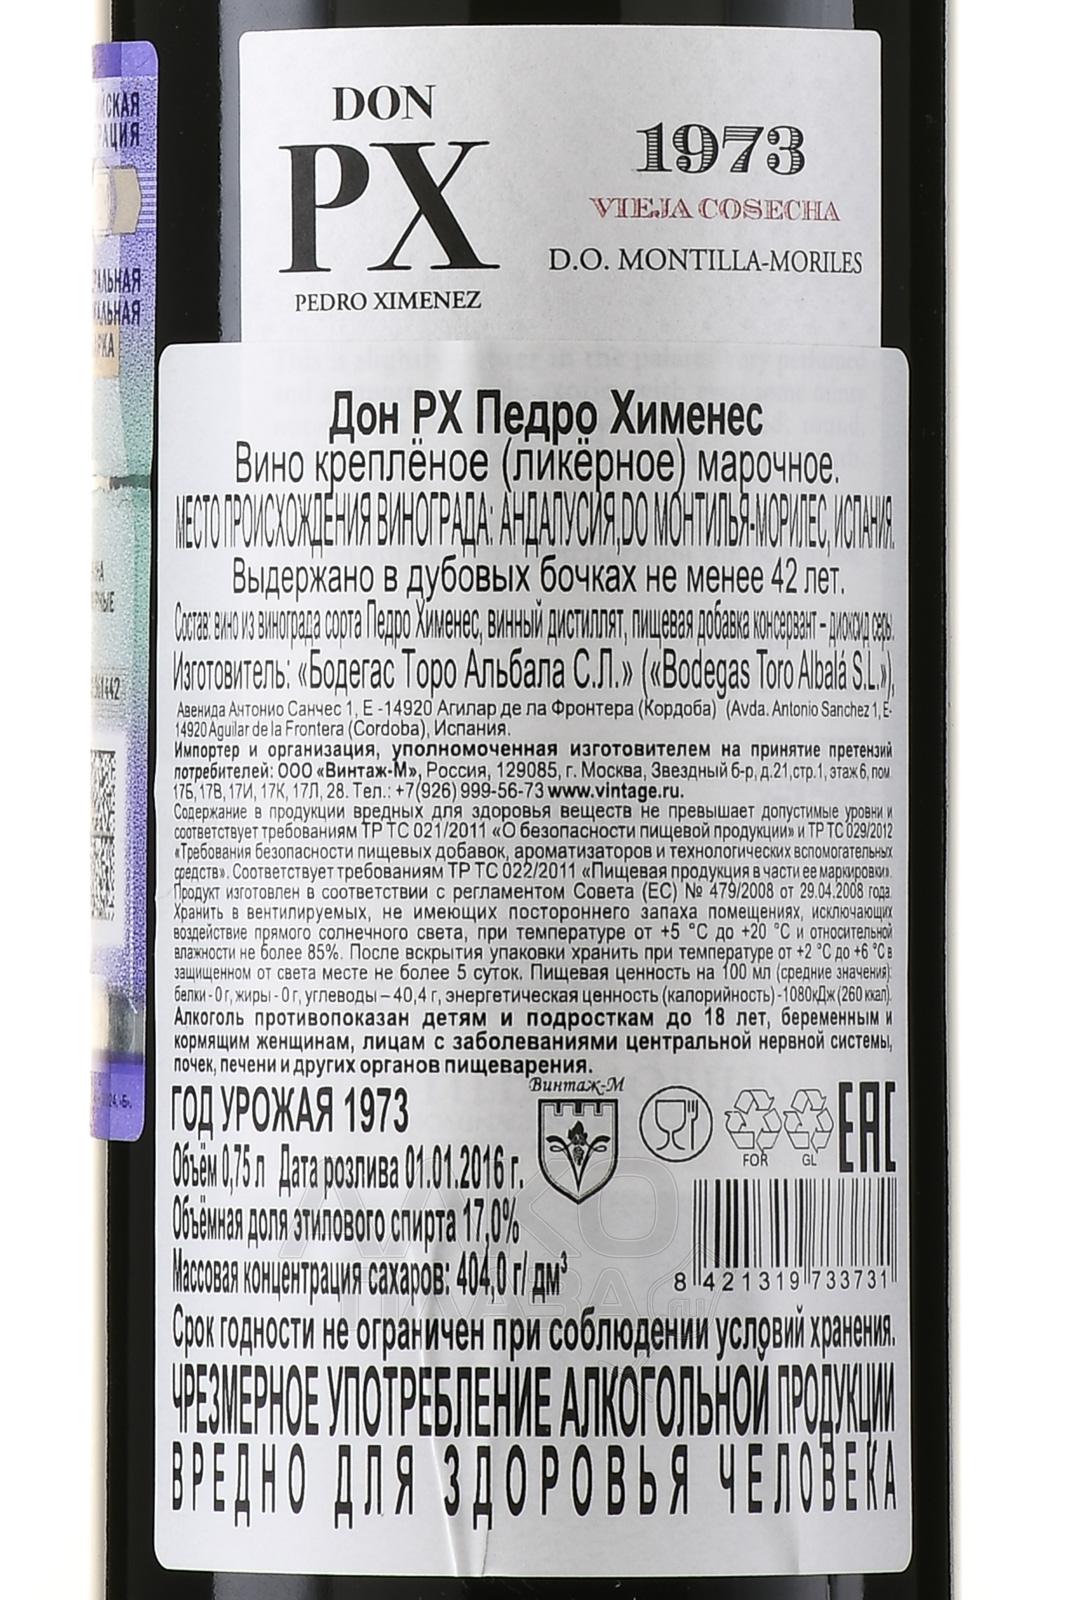 DON
PX
PEDRO XIMENEZ
1973
VIEJA COSECHA
D.O. MONTILLA-MORILES
Дон PX Педро Хименес
Вино креплёное (ликёрное) марочное.
МЕСТО ПРОИСХОЖДЕНИЯ ВИНОГРАДА: АНДАЛУСИЯ,DO МОНТИЛЬЯ-МОРИЛЕС, ИСПАНИЯ.
Выдержано в дубовых бочках не менее 42 лет.
Состав: вино из винограда сорта Педро Хименес, винный дистиллят, пищевая добавка консервант – диоксид серы.
Изготовитель: «Бодегас Торо Альбала С.Л.» («Bodegas Toro Albalá S.L.»),
Авенида Антонио Санчес 1, E -14920 Агилар де ла Фронтера (Кордоба) (Avda. Antonio Sanchez 1, E-
14920 Aguilar de la Frontera (Cordoba), Испания.
Импортер и организация, уполномоченная изготовителем на принятие претензий
потребителей: ООО «Винтаж-М», Россия, 129085, г. Москва, Звездный б-р, д.21,стр.1, этаж 6, пом.
17Б, 17В, 17И, 17К, 17Л, 28. Тел.: +7(926) 999-56-73 www.vintage.ru.
Содержание в продукции вредных для здоровья веществ не превышает допустимые уровни и
соответствует требованиям ТР ТС 021/2011 «О безопасности пищевой продукции» и ТР ТС 029/2012
«Требования безопасности пищевых добавок, ароматизаторов и технологических вспомогательных
средств». Соответствует требованиям ТР ТС 022/2011 «Пищевая продукция в части ее маркировки».
Продукт изготовлен в соответствии с регламентом Совета (ЕС) № 479/2008 от 29.04.2008 года.
Хранить в вентилируемых, не имеющих постороннего запаха помещениях, исключающих
воздействие прямого солнечного света, при температуре от +5 °С до +20 °С и относительной
влажности не более 85%. После вскрытия упаковки хранить при температуре от +2 °С до +6 °С в
защищенном от света месте не более 5 суток. Пищевая ценность на 100 мл (средние значения):
белки - 0 г, жиры - 0 г, углеводы – 40,4 г, энергетическая ценность (калорийность) -1080кДж (260 ккал).
Алкоголь противопоказан детям и подросткам до 18 лет, беременным и
кормящим женщинам, лицам с заболеваниями центральной нервной системы,
почек, печени и других органов пищеварения.
ГОД УРОЖАЯ 1973
Винтаж-М
FOR
GL
EAC
Объём 0,75 л Дата розлива 01.01.2016 г.
Объёмная доля этилового спирта 17,0%
Массовая концентрация сахаров: 404,0 г/ дм³
8 421319 733731
Срок годности не ограничен при соблюдении условий хранения.
ЧРЕЗМЕРНОЕ УПОТРЕБЛЕНИЕ АЛКОГОЛЬНОЙ ПРОДУКЦИИ
ВРЕДНО ДЛЯ ЗДОРОВЬЯ ЧЕЛОВЕКА